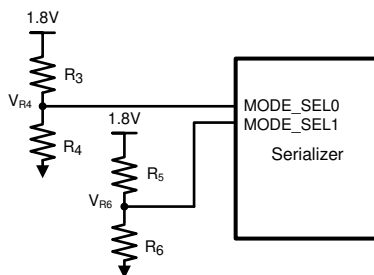 1.8V
R3
VR4
MODE_SEL0
R4
1.8V
MODE_SEL1
Serializer
R5
VR6
R6